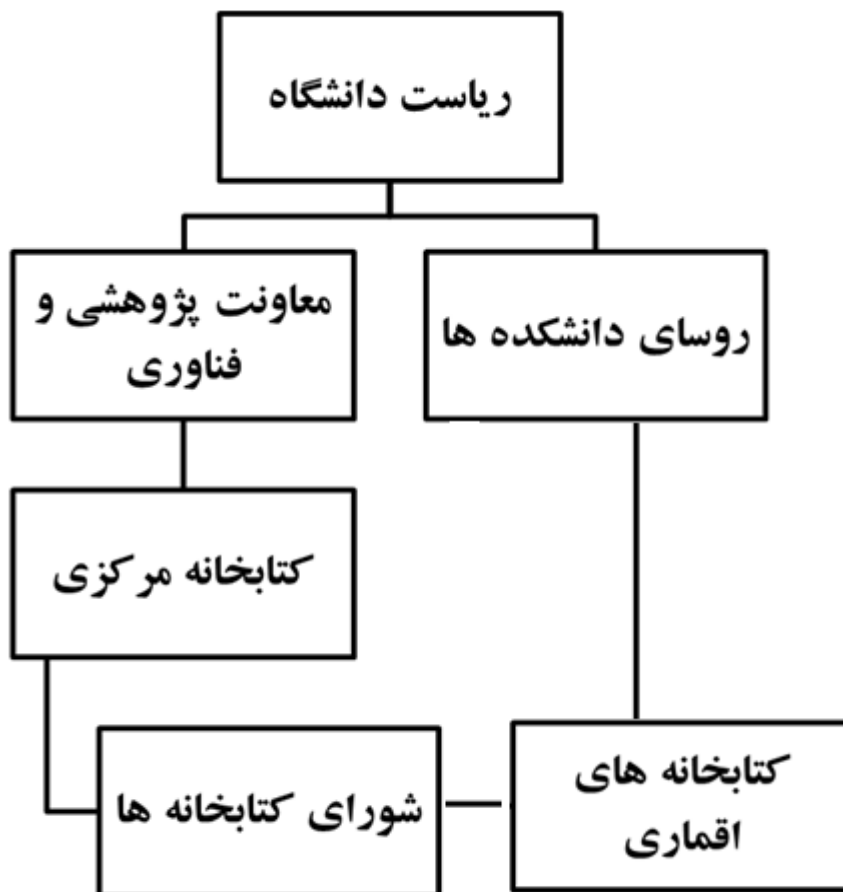 ریاست دانشگاه
روسای دانشکده ها
معاونت پژوهشی و
فناوری
کتابخانه مرکزی
کتابخانه های
اقماری
شورای کتابخانه ها